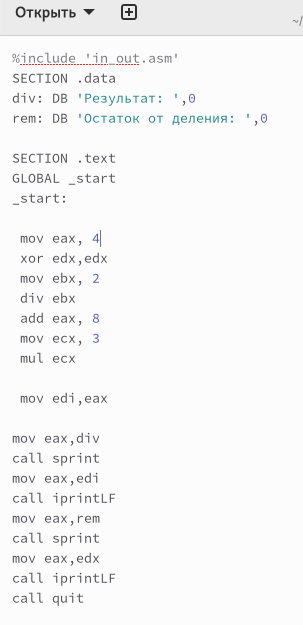 Открыть
~/
%include 'in_out.asm'
SECTION .data
div: DB 'Результат: ',0
rem: DB 'Остаток от деления: ',0
SECTION .text
GLOBAL _start
_start:
mov eax, 4
xor edx,edx
mov ebx, 2
div ebx
add eax, 8
mov ecx, 3
mul ecx
mov edi,eax
mov eax,div
call sprint
mov eax,edi
call iprintLF
mov eax,rem
call sprint
mov eax,edx
call iprintLF
call quit